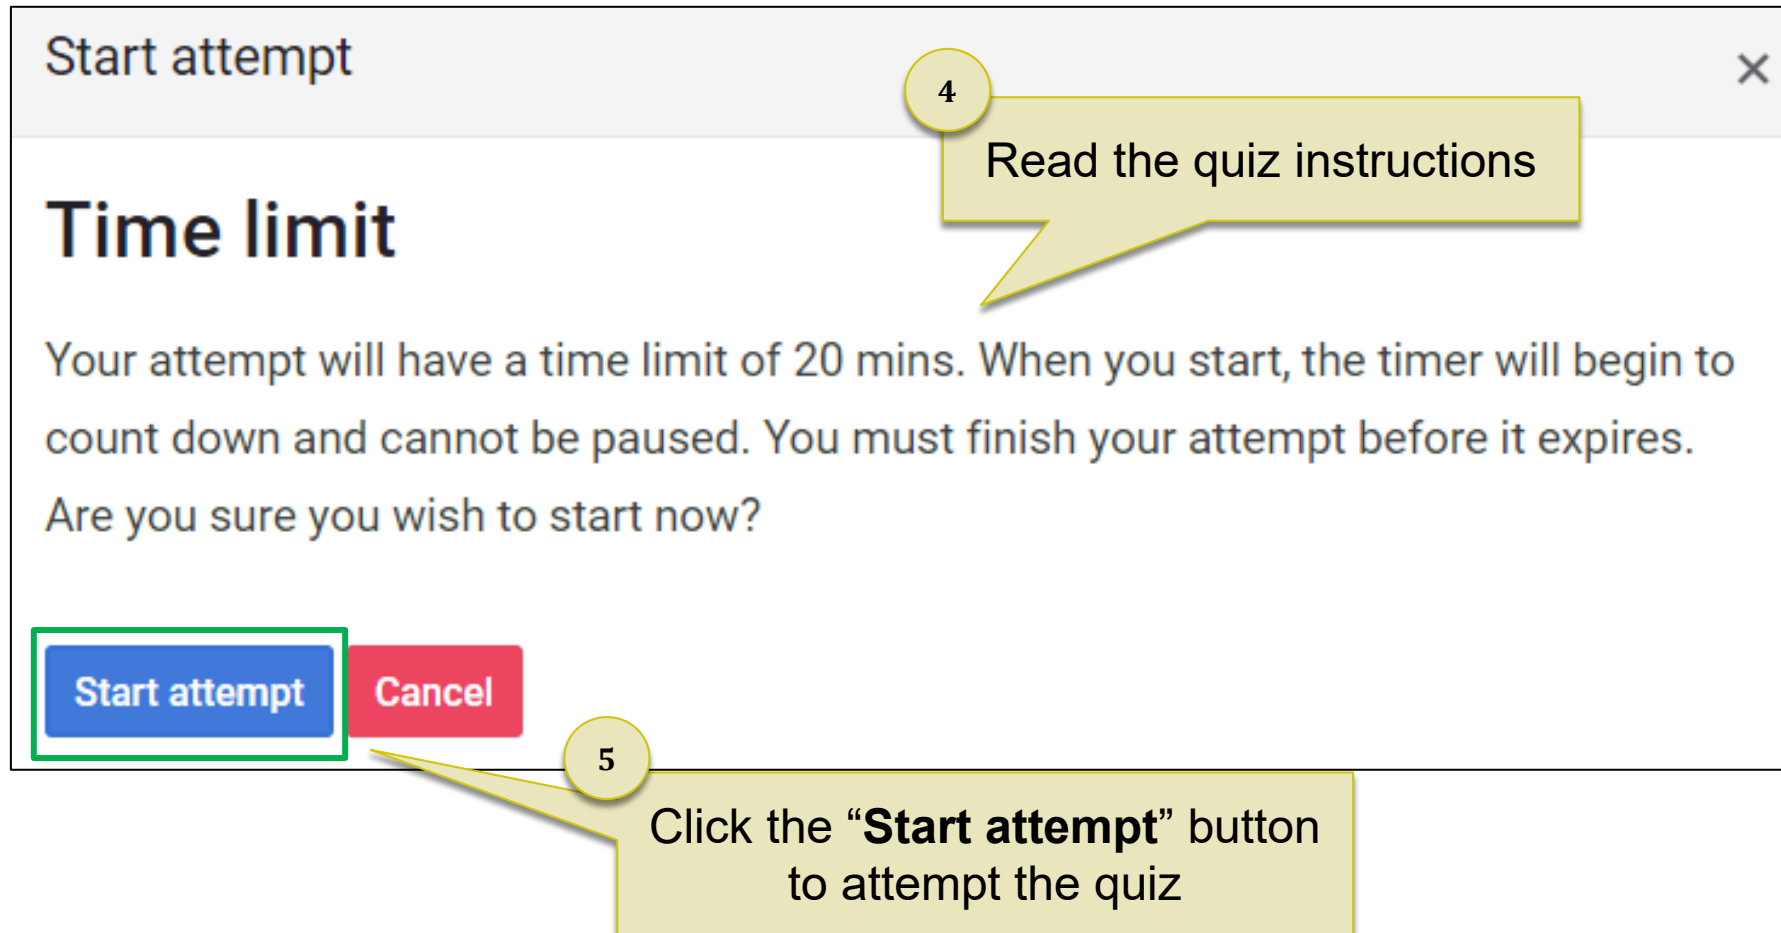 Start attempt
×
4
Read the quiz instructions
Time limit
Your attempt will have a time limit of 20 mins. When you start, the timer will begin to
count down and cannot be paused. You must finish your attempt before it expires.
Are you sure you wish to start now?
Start attempt
Cancel
5
Click the “Start attempt” button
to attempt the quiz